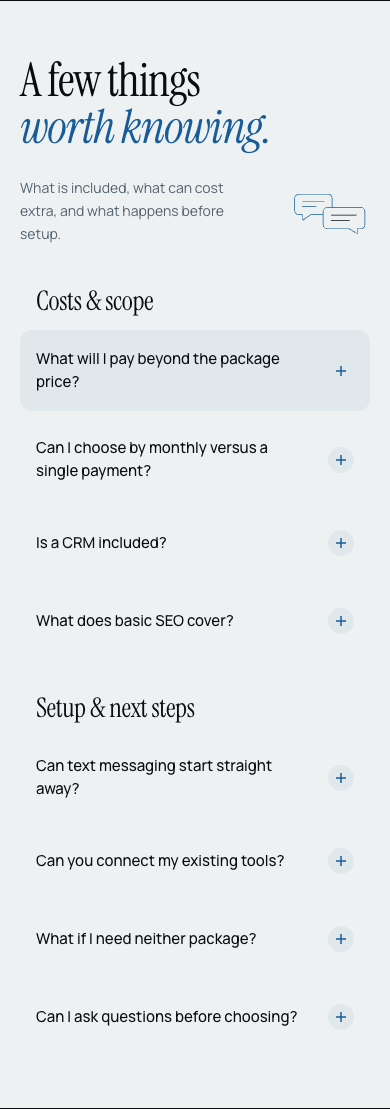 A few things
worth knowing.
What is included, what can cost
extra, and what happens before
setup.
Costs & scope
What will I pay beyond the package
price?
Can I choose by monthly versus a
single payment?
Is a CRM included?
What does basic SEO cover?
Setup & next steps
Can text messaging start straight
away?
Can you connect my existing tools?
What if I need neither package?
Can I ask questions before choosing?